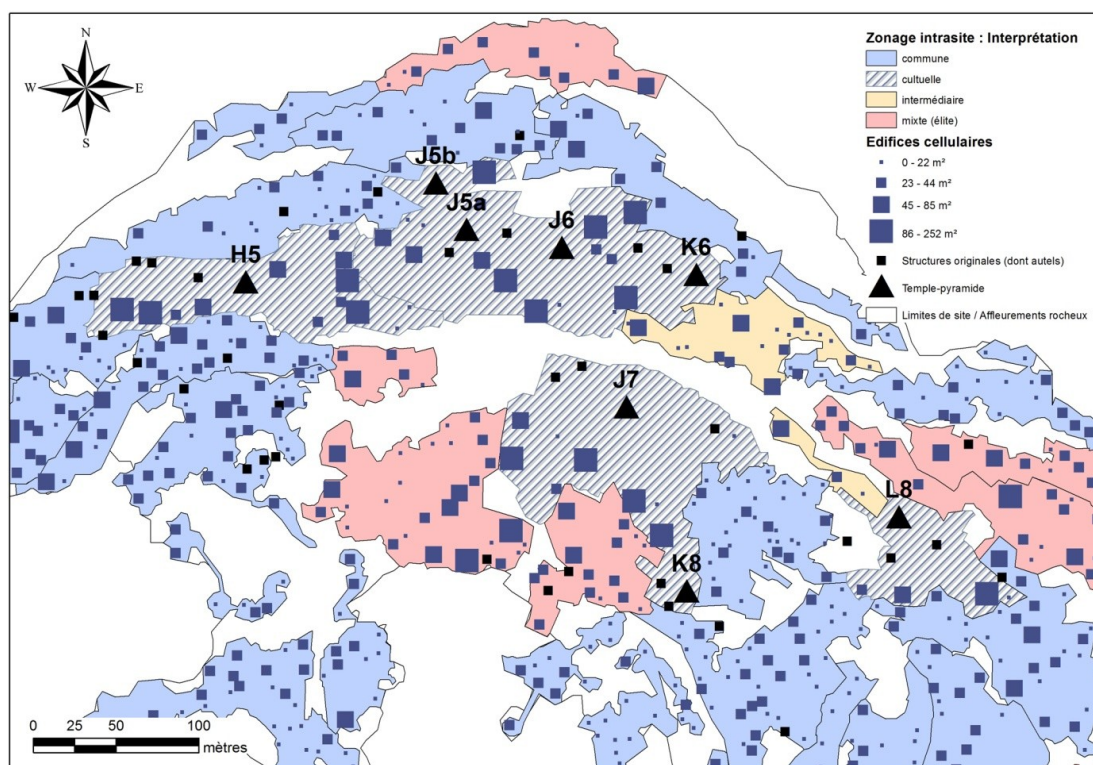 N
W
E
S
Zonage intrasite : Interprétation
commune
cultuelle
intermédiaire
mixte (élite)
Edifices cellulaires
0 - 22 m²
23 - 44 m²
45 - 85 m²
86 - 252 m²
Structures originales (dont autels)
Temple-pyramide
Limites de site / Affleurements rocheux
J5b
J5a
J6
H5
K6
J7
L8
K8
0 25 50 100
mètres